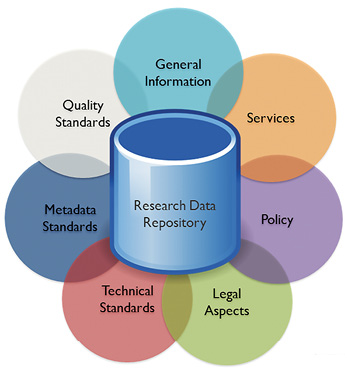 General
Information
Quality
Standards
Services
Research Data
Repository
Metadata
Standards
Policy
Technical
Standards
Legal
Aspects